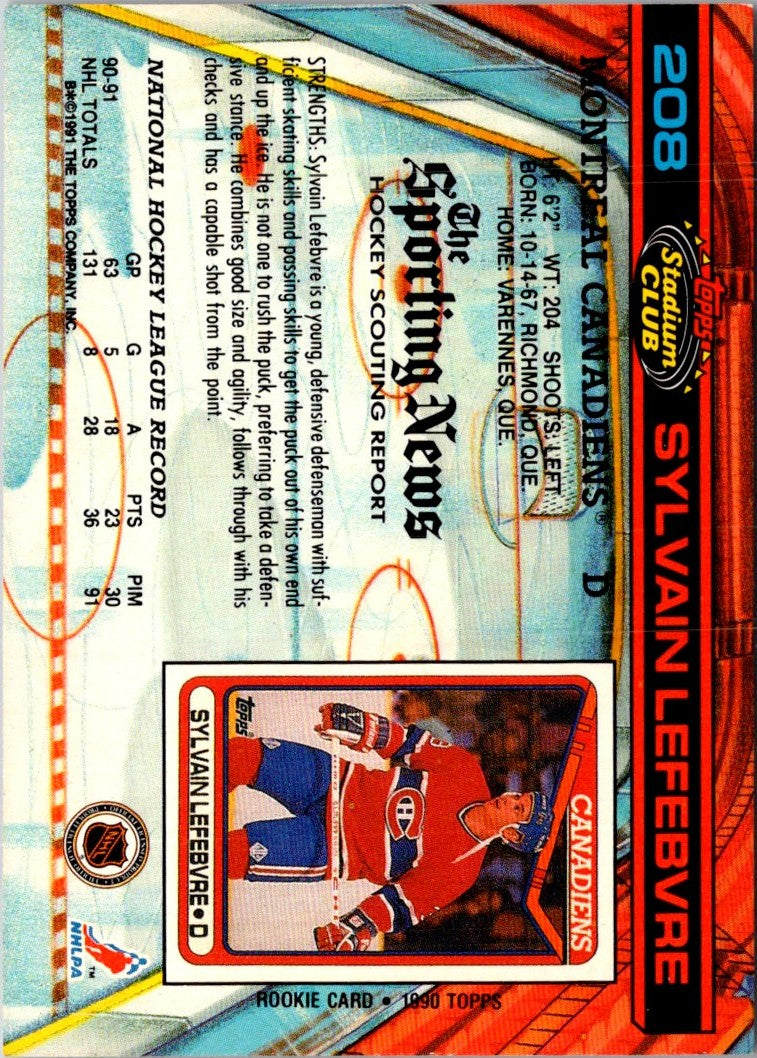 208
TOPPS
Stadium
CLUB
SYLVAIN LEFEBVRE
MONTREAL CANADIENS® D
6'2" WT: 204 SHOOTS: LEFT
BORN: 10-14-67, RICHMOND, QUE.
HOME: VARENNES, QUE.
The
Sporting News
HOCKEY SCOUTING REPORT
STRENGTHS: Sylvain Lefebvre is a young, defensive defenseman with suf-
ficient skating skills and passing skills to get the puck out of his own end
and up the ice. He is not one to rush the puck, preferring to take a defen-
sive stance. He combines good size and agility, follows through with his
checks and has a capable shot from the point.
NATIONAL HOCKEY LEAGUE RECORD
GP G A PTS PIM
90-91 63 5 18 23 30
NHL TOTALS 131 8 28 36 91
B*©1991 THE TOPPS COMPANY, INC.
CANADIENS
TOPPS
SYLVAIN LEFEBVRE • D
ROOKIE CARD • 1990 TOPPS
NHL
NHLPA
TM